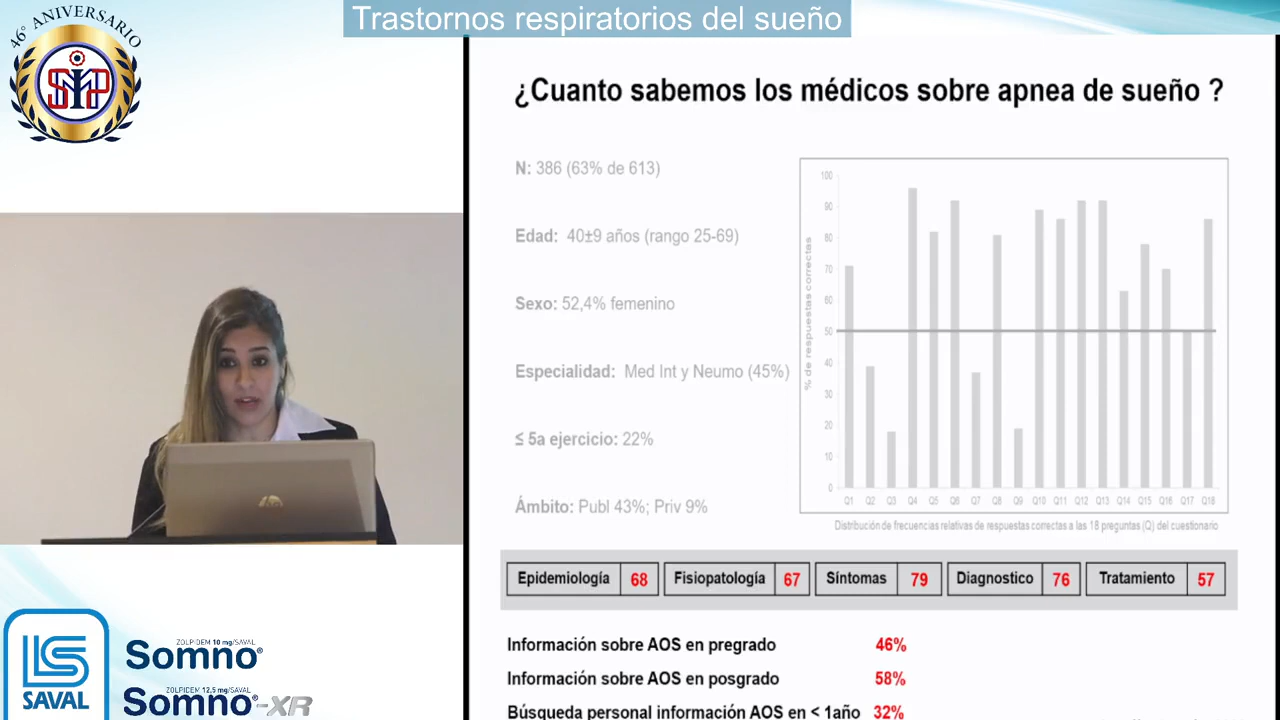 Trastornos respiratorios del sueño
46° ANIVERSARIO
¿Cuanto sabemos los médicos sobre apnea de sueño ?
N: 386 (63% de 613)
Edad: 40±9 años (rango 25-69)
Sexo: 52,4% femenino
Especialidad: Med Int y Neumo (45%)
≤ 5a ejercicio: 22%
Ámbito: Publ 43%; Priv 9%
% de respuestas correctas
100
90
80
70
60
50
40
30
20
10
0
Q1 Q2 Q3 Q4 Q5 Q6 Q7 Q8 Q9 Q10 Q11 Q12 Q13 Q14 Q15 Q16 Q17 Q18
Distribución de frecuencias relativas de respuestas correctas a las 18 preguntas (Q) del cuestionario
Epidemiología 68 Fisiopatología 67 Síntomas 79 Diagnostico 76 Tratamiento 57
Información sobre AOS en pregrado 46%
Información sobre AOS en posgrado 58%
Búsqueda personal información AOS en < 1año 32%
hp
LS
SAVAL
ZOLPIDEM 10 mg/SAVAL
Somno®
ZOLPIDEM 12,5 mg/SAVAL
Somno®-XR